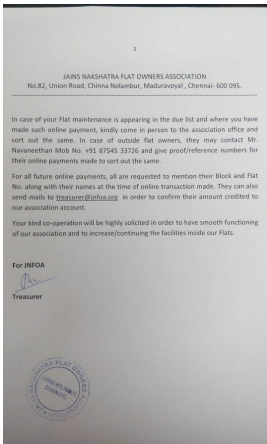 2
JAINS NAKSHATRA FLAT OWNERS ASSOCIATION
No.82, Union Road, Chinna Nolambur, Maduravoyal , Chennai- 600 095.
In case of your Flat maintenance is appearing in the due list and where you have
made such online payment, kindly come in person to the association office and
sort out the same. In case of outside flat owners, they may contact Mr.
Navaneethan Mob No. +91 87545 33726 and give proof/reference numbers for
their online payments made to sort out the same.
For all future online payments, all are requested to mention their Block and Flat
No. along with their names at the time of online transaction made. They can also
send mails to treasurer@jnfoa.org in order to confirm their amount credited to
our association account.
Your kind co-operation will be highly solicited in order to have smooth functioning
of our association and to increase/continuing the facilities inside our Flats.
For JNFOA
Treasurer
FLAT OWNERS